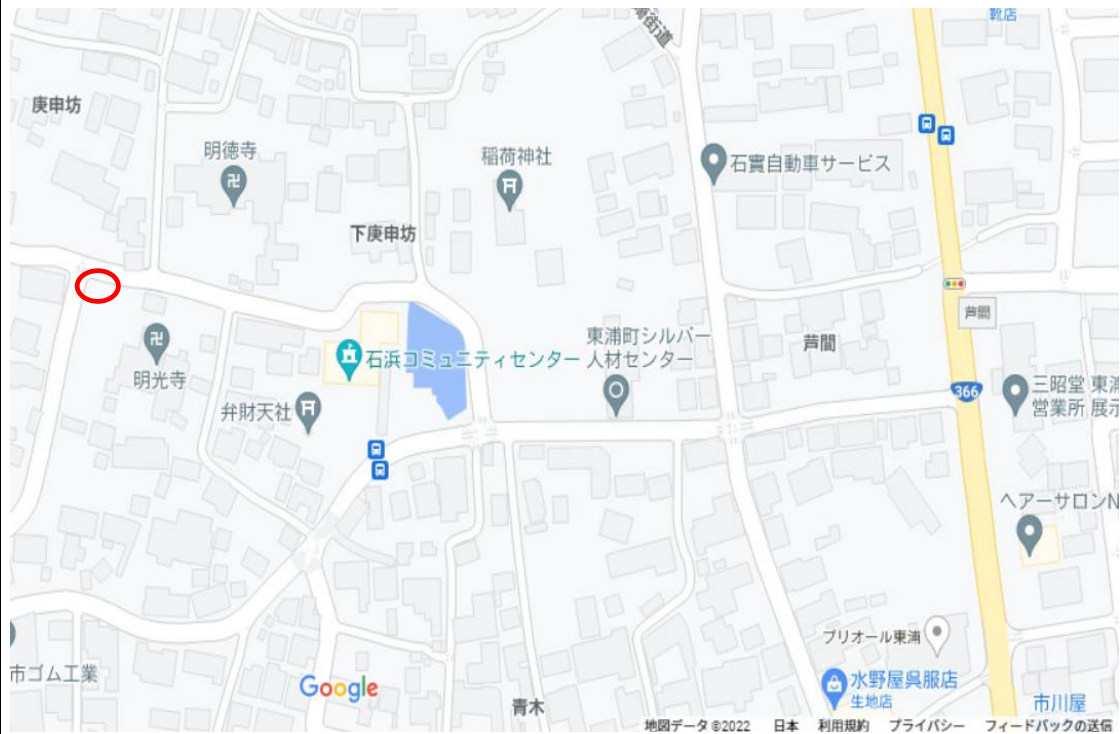 靴店
街道
庚申坊
明徳寺
稲荷神社
石實自動車サービス
下庚申坊
芦間
東浦町シルバー
人材センター
芦間
石浜コミュニティセンター
明光寺
弁財天社
366
三昭堂 東浦
営業所 展示
ヘアーサロンN
ブリオール東浦
市ゴム工業
Google
水野屋呉服店
生地店
青木
市川屋
地図データ ©2022 日本 利用規約 プライバシー フィードバックの送信